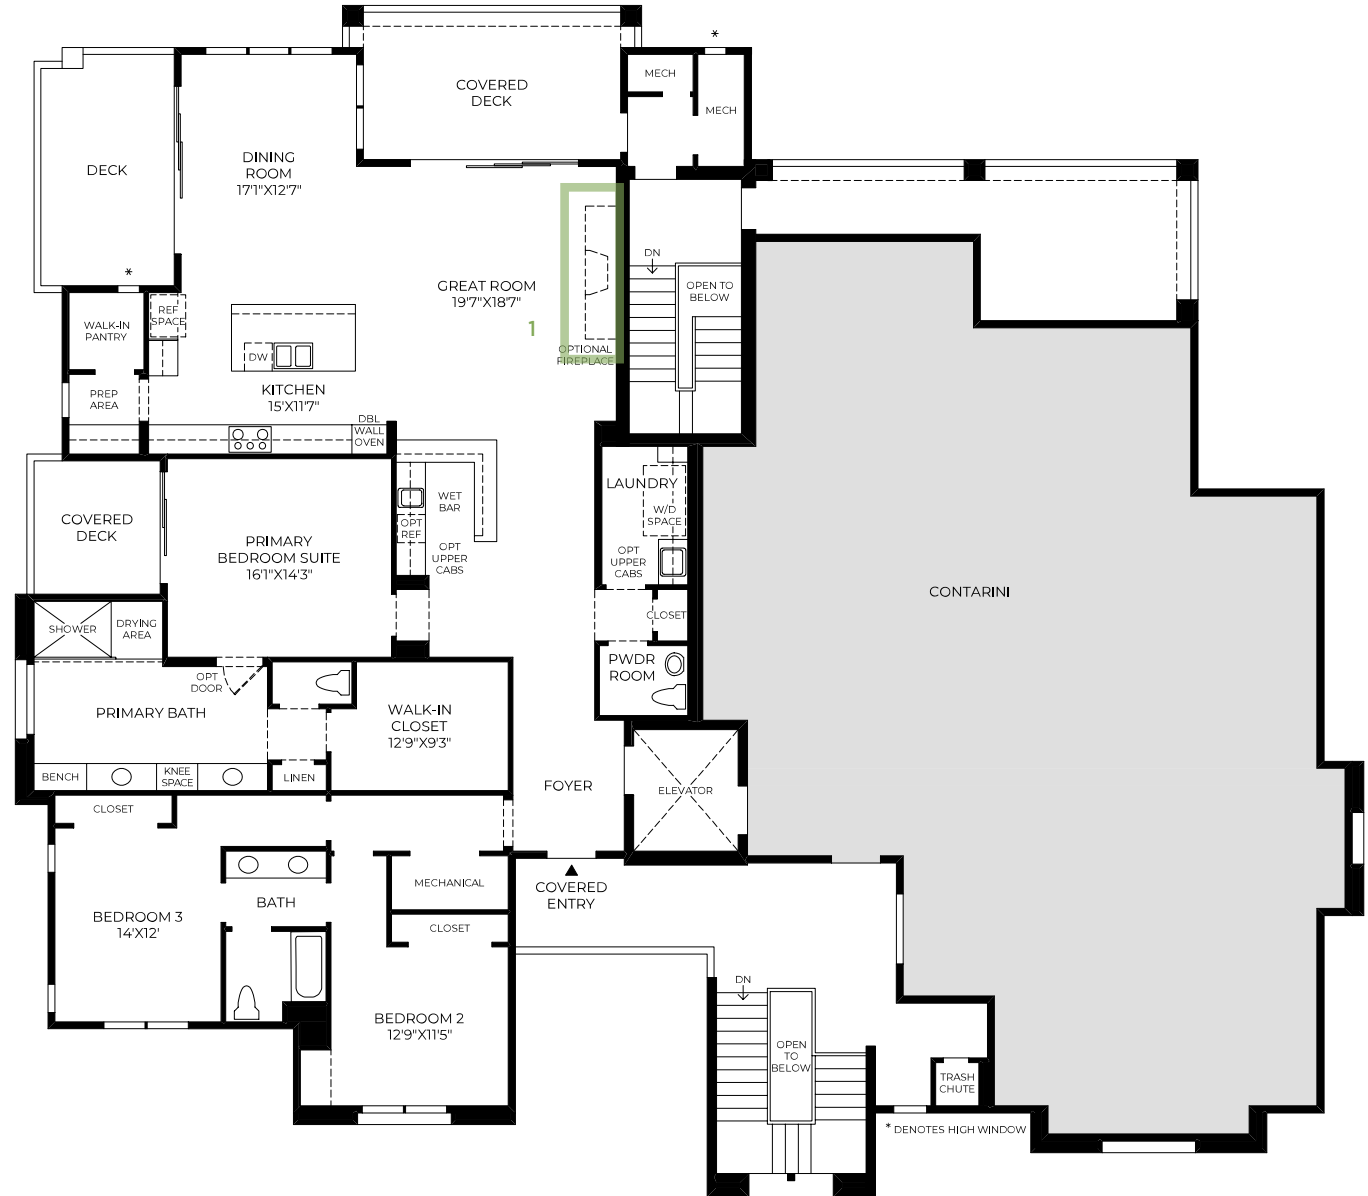 *
MECH
COVERED
DECK
MECH
DINING
ROOM
17'1"X12'7"
DECK
DN
*
GREAT ROOM
19'7"X18'7"
OPEN TO
BELOW
REF
SPACE
WALK-IN
PANTRY
1
OPTIONAL
FIREPLACE
DW
KITCHEN
15'X11'7"
PREP
AREA
DBL
WALL
OVEN
LAUNDRY
WET
BAR
W/D
SPACE
COVERED
DECK
OPT
REF
PRIMARY
BEDROOM SUITE
16'1"X14'3"
OPT
UPPER
CABS
OPT
UPPER
CABS
CONTARINI
CLOSET
SHOWER
DRYING
AREA
PWDR
ROOM
OPT
DOOR
PRIMARY BATH
WALK-IN
CLOSET
12'9"X9'3"
BENCH
KNEE
SPACE
LINEN
FOYER
ELEVATOR
CLOSET
MECHANICAL
COVERED
ENTRY
BATH
BEDROOM 3
14'X12'
CLOSET
DN
BEDROOM 2
12'9"X11'5"
OPEN
TO
BELOW
TRASH
CHUTE
* DENOTES HIGH WINDOW